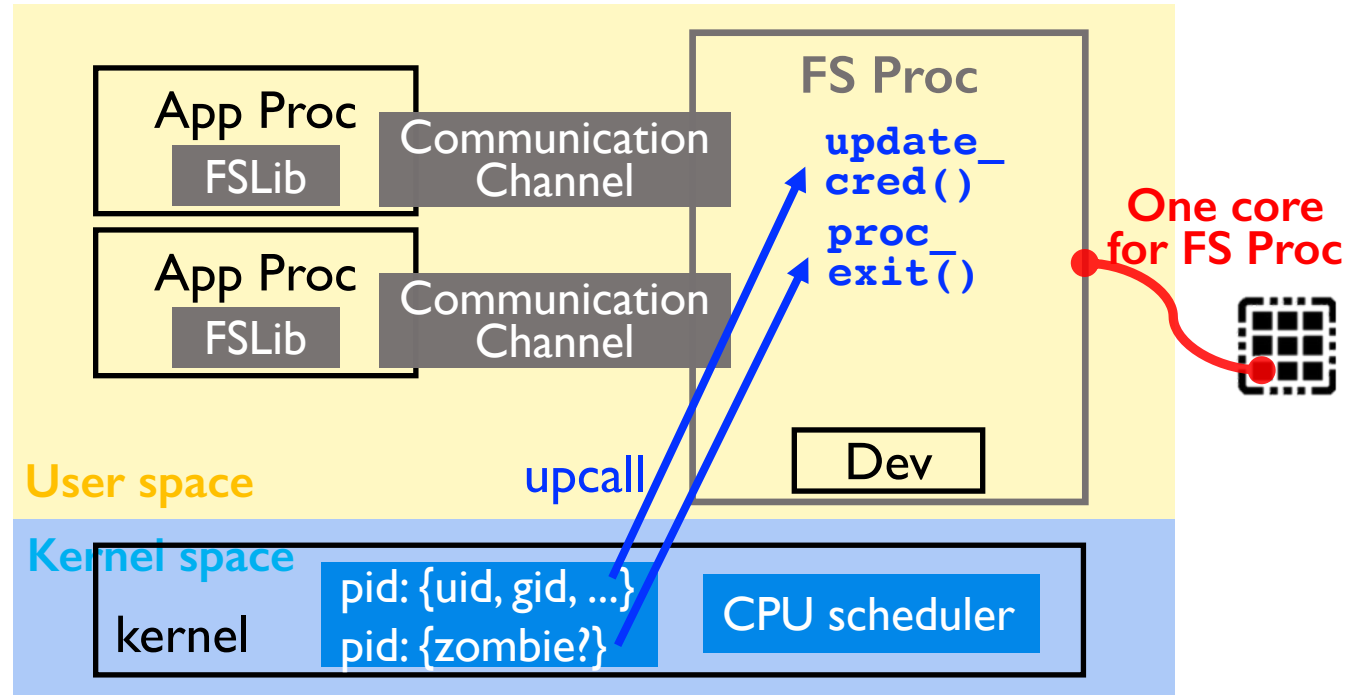 FS Proc
App Proc
FSLib
Communication
Channel
update_
cred()
proc_
exit()
One core
for FS Proc
App Proc
FSLib
Communication
Channel
Dev
upcall
User space
Kernel space
kernel
pid: {uid, gid, ...}
pid: {zombie?}
CPU scheduler